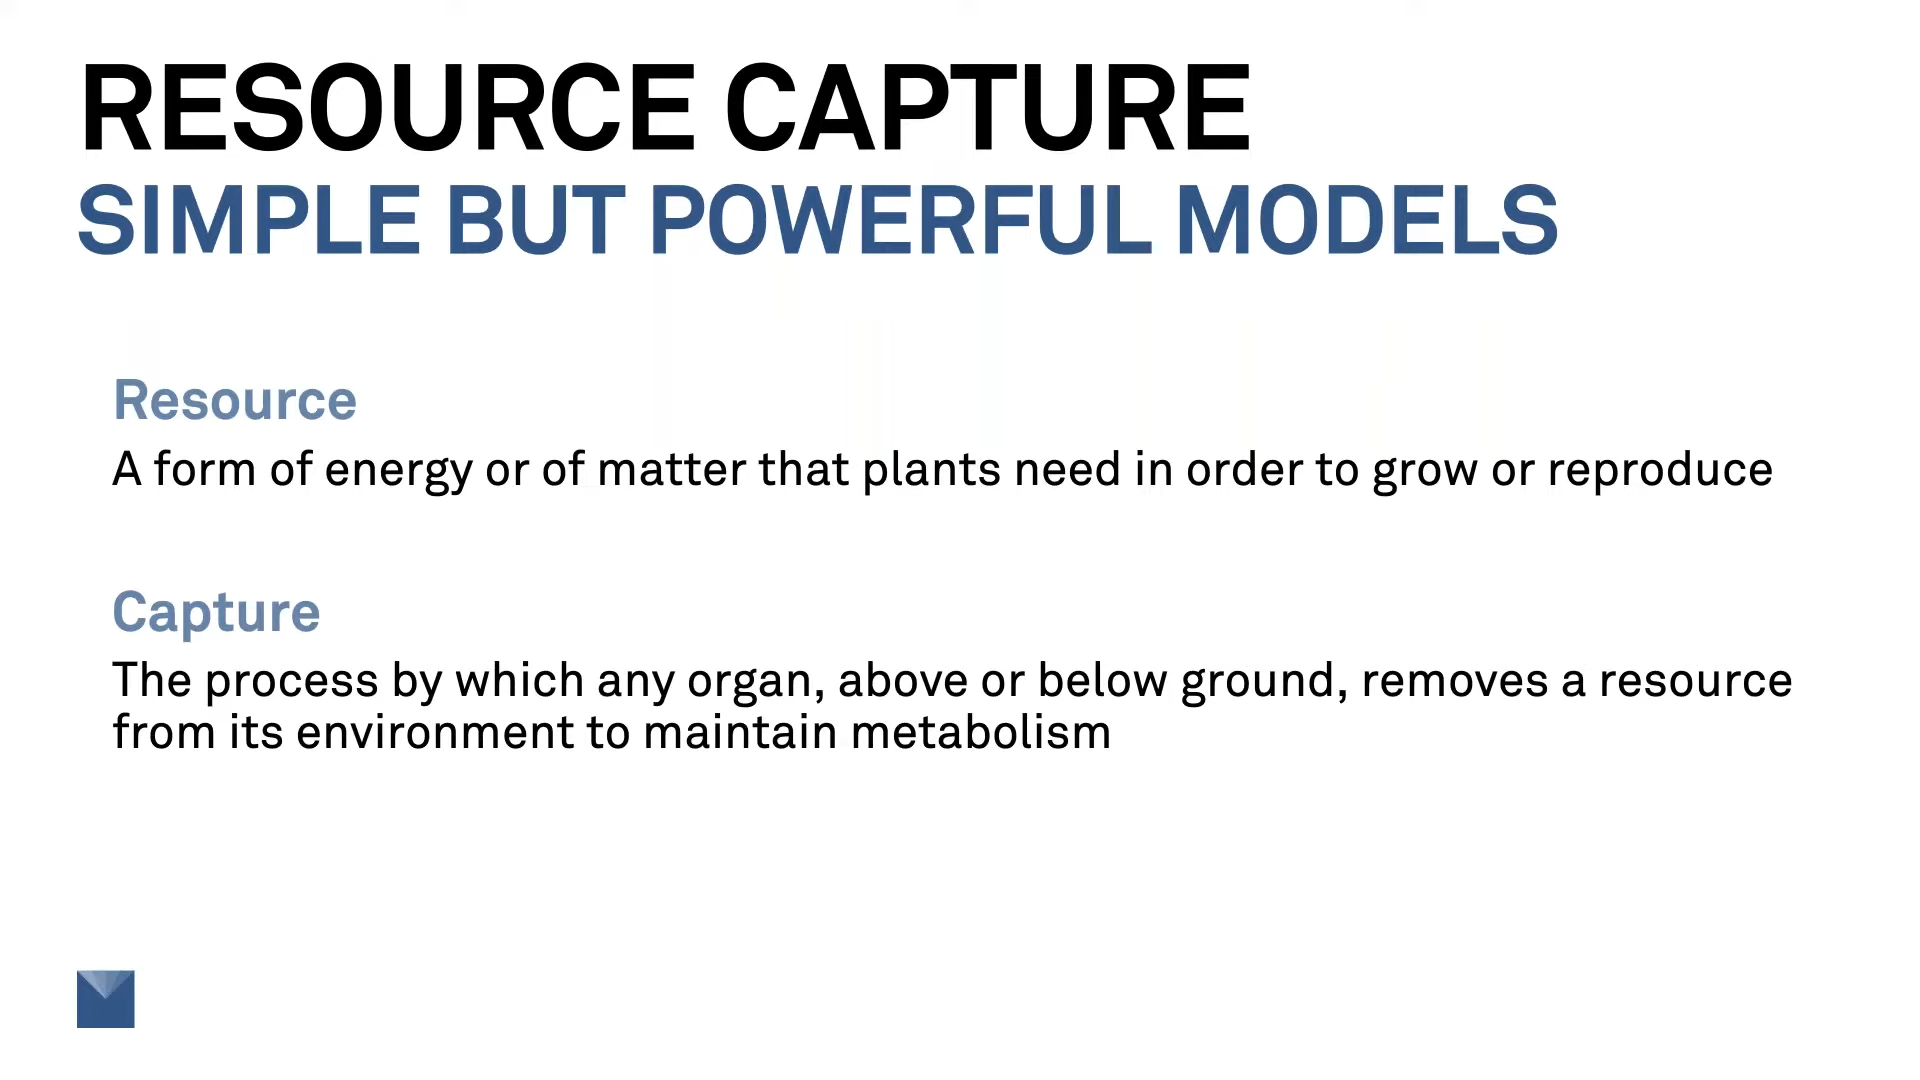 RESOURCE CAPTURE
SIMPLE BUT POWERFUL MODELS
Resource
A form of energy or of matter that plants need in order to grow or reproduce
Capture
The process by which any organ, above or below ground, removes a resource
from its environment to maintain metabolism